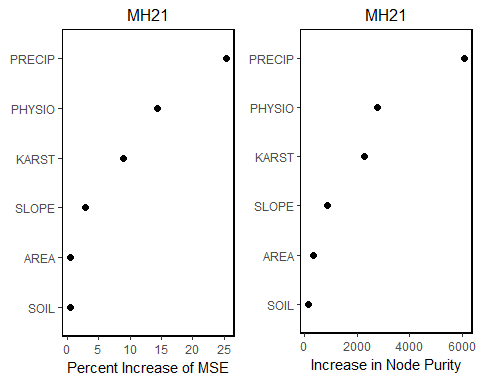 MH21
PRECIP
PHYSIO
KARST
SLOPE
AREA
SOIL
0 5 10 15 20 25
Percent Increase of MSE
MH21
PRECIP
PHYSIO
KARST
SLOPE
AREA
SOIL
0 2000 4000 6000
Increase in Node Purity